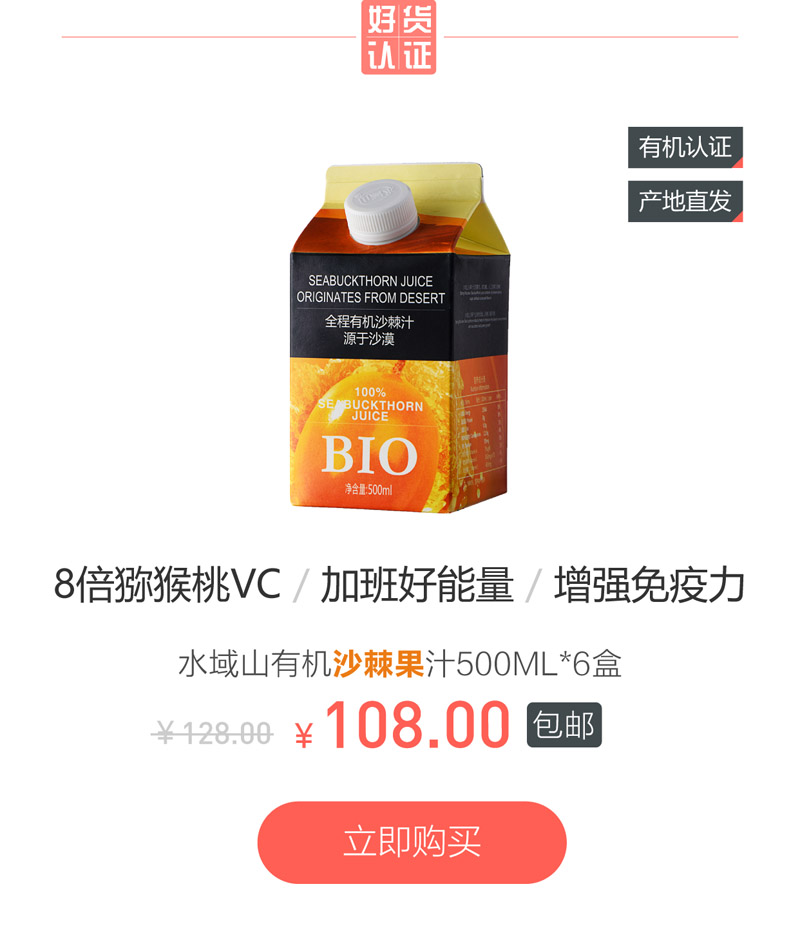 好货
认证
有机认证
产地直发
SEABUCKTHORN JUICE
ORIGINATES FROM DESERT
全程有机沙棘汁
源于沙漠
100%
SEABUCKTHORN
JUICE
BIO
净含量:500ml
8倍猕猴桃VC / 加班好能量 / 增强免疫力
水域山有机沙棘果汁500ML*6盒
¥128.00 ¥108.00 包邮
立即购买